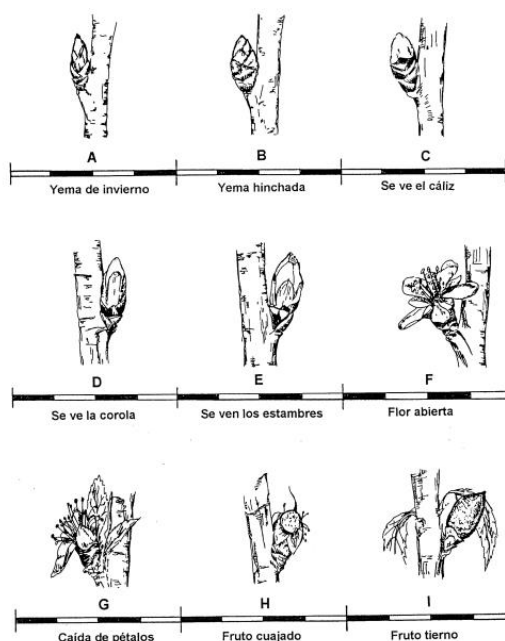 A B C
Yema de invierno Yema hinchada Se ve el cáliz
D E F
Se ve la corola Se ven los estambres Flor abierta
G H I
Caída de pétalos Fruto cuajado Fruto tierno